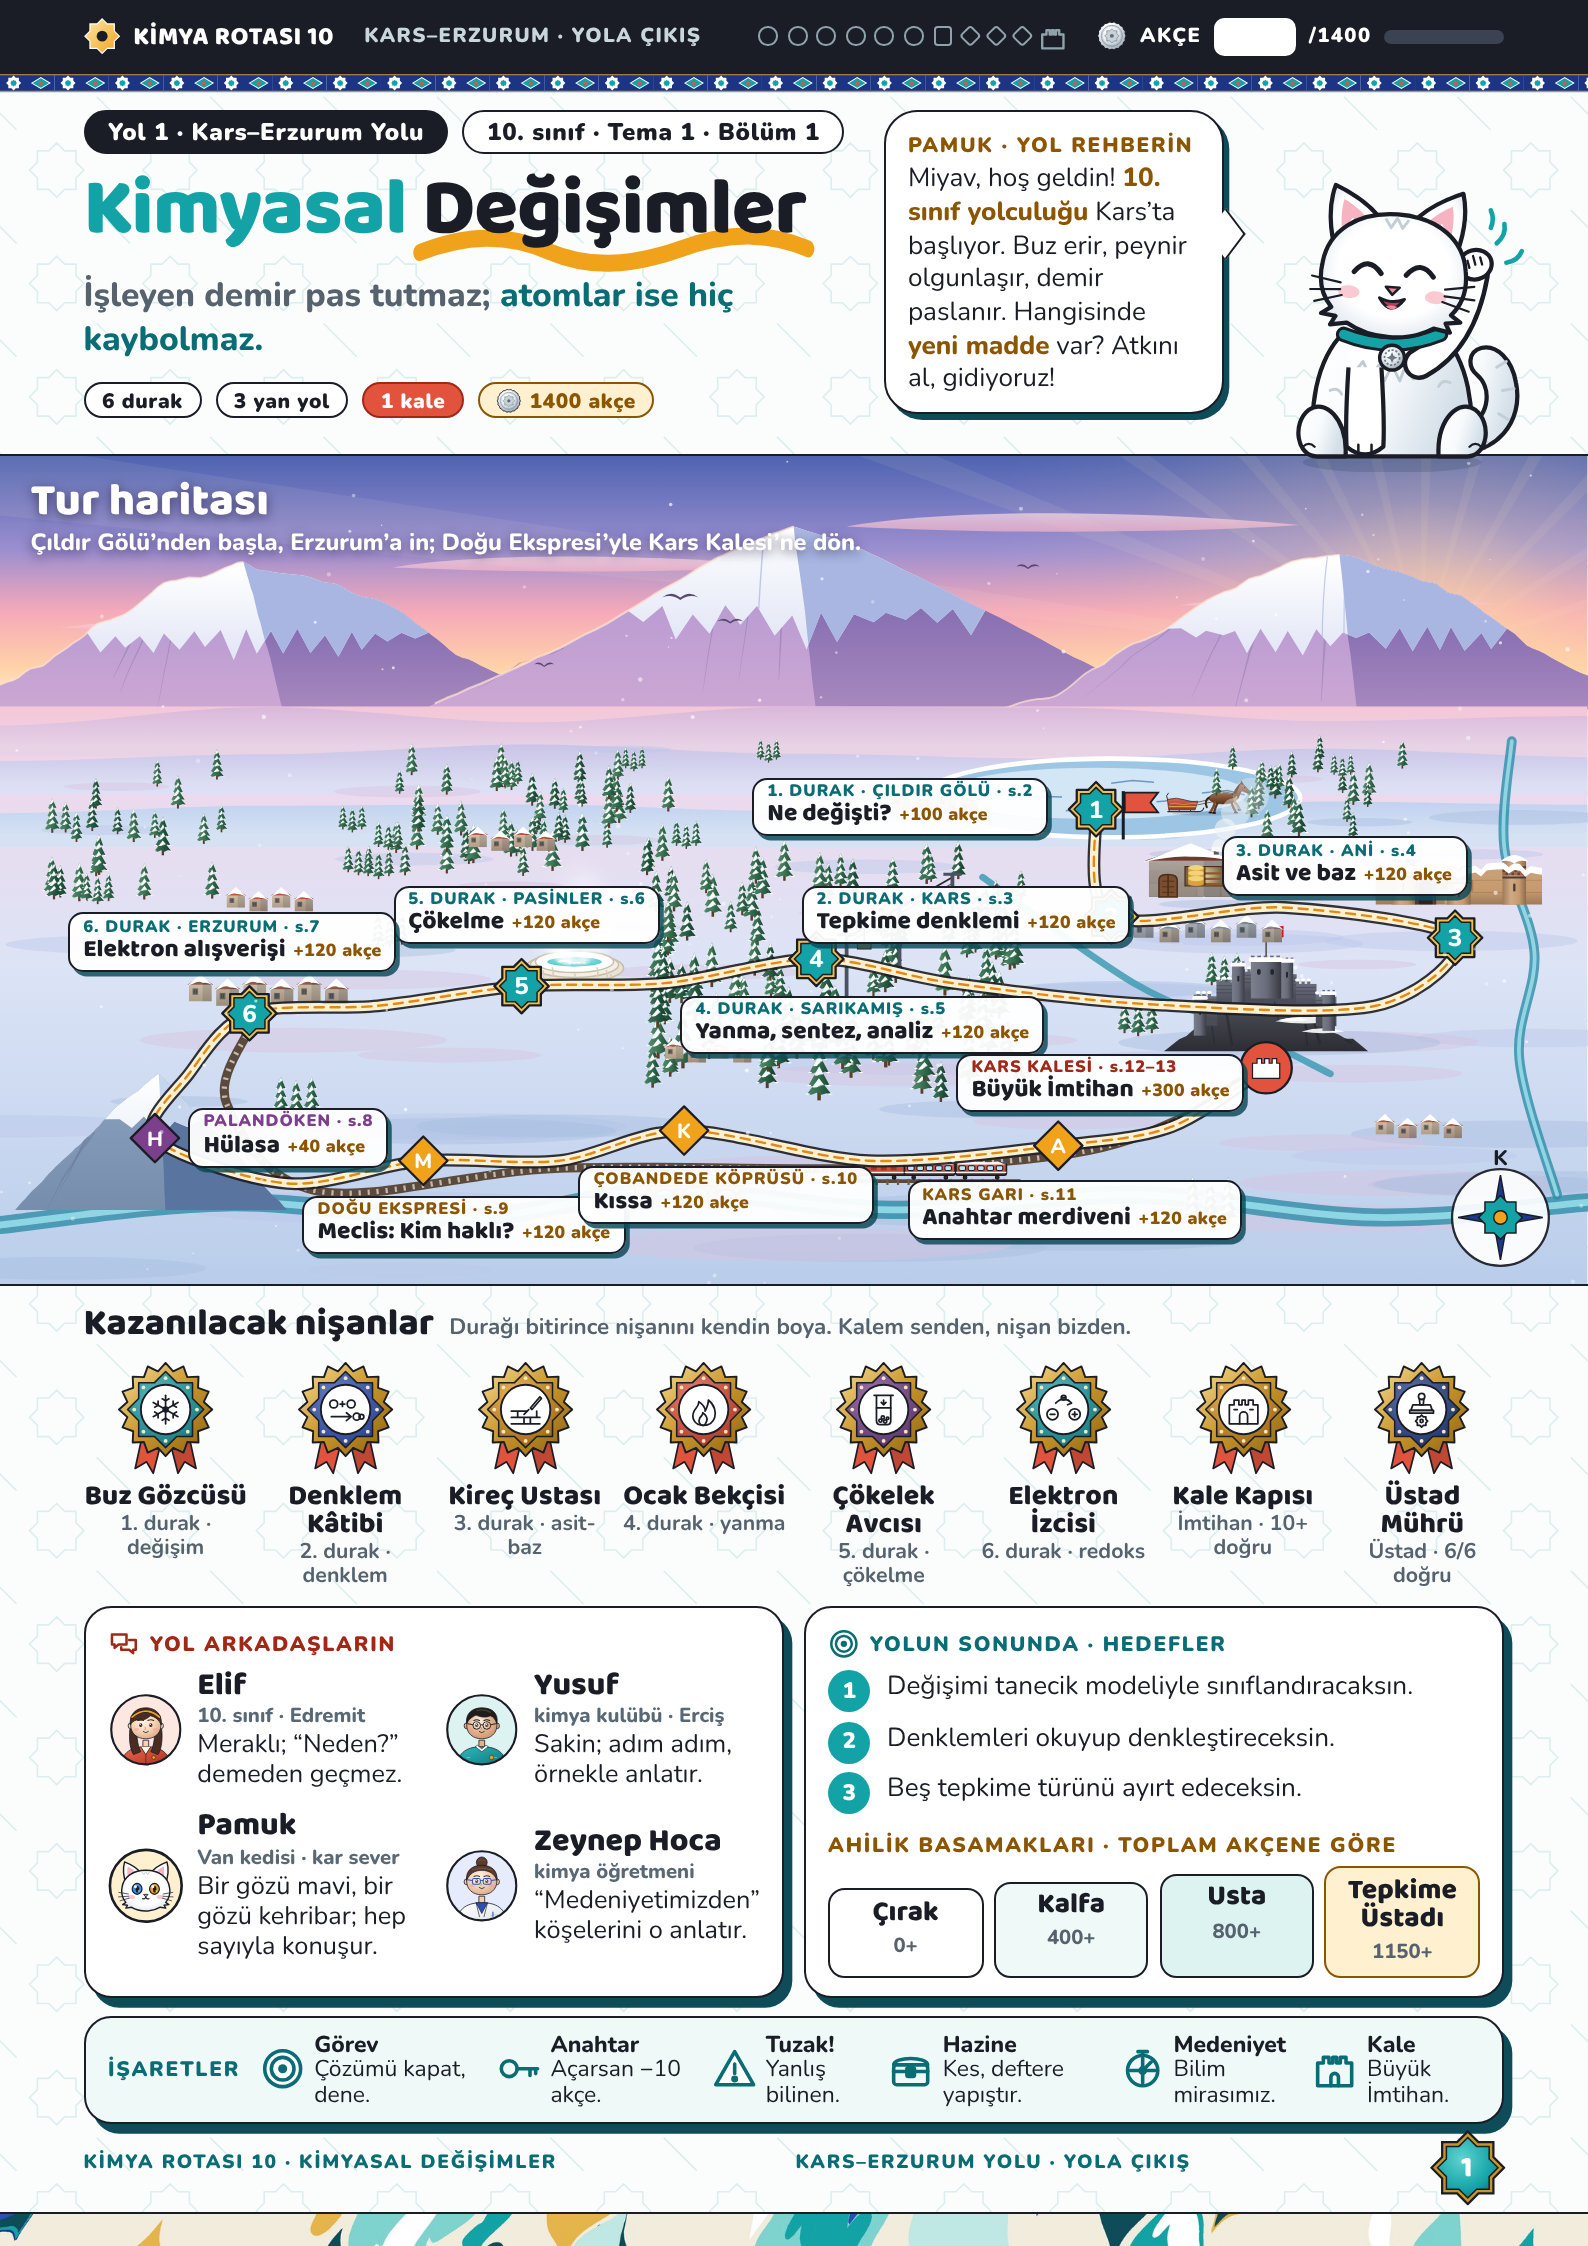 KİMYA ROTASI 10 KARS–ERZURUM · YOLA ÇIKIŞ AKÇE /1400
Yol 1 · Kars–Erzurum Yolu
10. sınıf · Tema 1 · Bölüm 1
Kimyasal Değişimler
İşleyen demir pas tutmaz; atomlar ise hiç
kaybolmaz.
6 durak
3 yan yol
1 kale
1400 akçe
PAMUK · YOL REHBERİN
Miyav, hoş geldin! 10.
sınıf yolculuğu Kars'ta
başlıyor. Buz erir, peynir
olgunlaşır, demir
paslanır. Hangisinde
yeni madde var? Atkını
al, gidiyoruz!
Tur haritası
Çıldır Gölü'nden başla, Erzurum'a in; Doğu Ekspresi'yle Kars Kalesi'ne dön.
1. DURAK · ÇILDIR GÖLÜ · s.2
Ne değişti? +100 akçe
1
3. DURAK · ANİ · s.4
Asit ve baz +120 akçe
5. DURAK · PASİNLER · s.6
Çökelme +120 akçe
2. DURAK · KARS · s.3
Tepkime denklemi +120 akçe
6. DURAK · ERZURUM · s.7
Elektron alışverişi +120 akçe
3
4
5
6
4. DURAK · SARIKAMIŞ · s.5
Yanma, sentez, analiz +120 akçe
KARS KALESİ · s.12–13
Büyük İmtihan +300 akçe
PALANDÖKEN · s.8
Hülasa +40 akçe
H
M
K
A
K
ÇOBANDEDE KÖPRÜSÜ · s.10
Kıssa +120 akçe
KARS GARI · s.11
Anahtar merdiveni +120 akçe
DOĞU EKSPRESİ · s.9
Meclis: Kim haklı? +120 akçe
Kazanılacak nişanlar Durağı bitirince nişanını kendin boya. Kalem senden, nişan bizden.
Buz Gözcüsü
1. durak ·
değişim
Denklem
Kâtibi
2. durak ·
denklem
Kireç Ustası
3. durak · asit-
baz
Ocak Bekçisi
4. durak · yanma
Çökelek
Avcısı
5. durak ·
çökelme
Elektron
İzcisi
6. durak · redoks
Kale Kapısı
İmtihan · 10+
doğru
Üstad
Mührü
Üstad · 6/6
doğru
YOL ARKADAŞLARIN
Elif
10. sınıf · Edremit
Meraklı; “Neden?”
demeden geçmez.
Yusuf
kimya kulübü · Erciş
Sakin; adım adım,
örnekle anlatır.
Pamuk
Van kedisi · kar sever
Bir gözü mavi, bir
gözü kehribar; hep
sayıyla konuşur.
Zeynep Hoca
kimya öğretmeni
“Medeniyetimizden”
köşelerini o anlatır.
YOLUN SONUNDA · HEDEFLER
1 Değişimi tanecik modeliyle sınıflandıracaksın.
2 Denklemleri okuyup denkleştireceksin.
3 Beş tepkime türünü ayırt edeceksin.
AHİLİK BASAMAKLARI · TOPLAM AKÇENE GÖRE
Çırak
0+
Kalfa
400+
Usta
800+
Tepkime
Üstadı
1150+
İŞARETLER
Görev
Çözümü kapat,
dene.
Anahtar
Açarsan −10
akçe.
Tuzak!
Yanlış
bilinen.
Hazine
Kes, deftere
yapıştır.
Medeniyet
Bilim
mirasımız.
Kale
Büyük
İmtihan.
KİMYA ROTASI 10 · KİMYASAL DEĞİŞİMLER KARS–ERZURUM YOLU · YOLA ÇIKIŞ 1